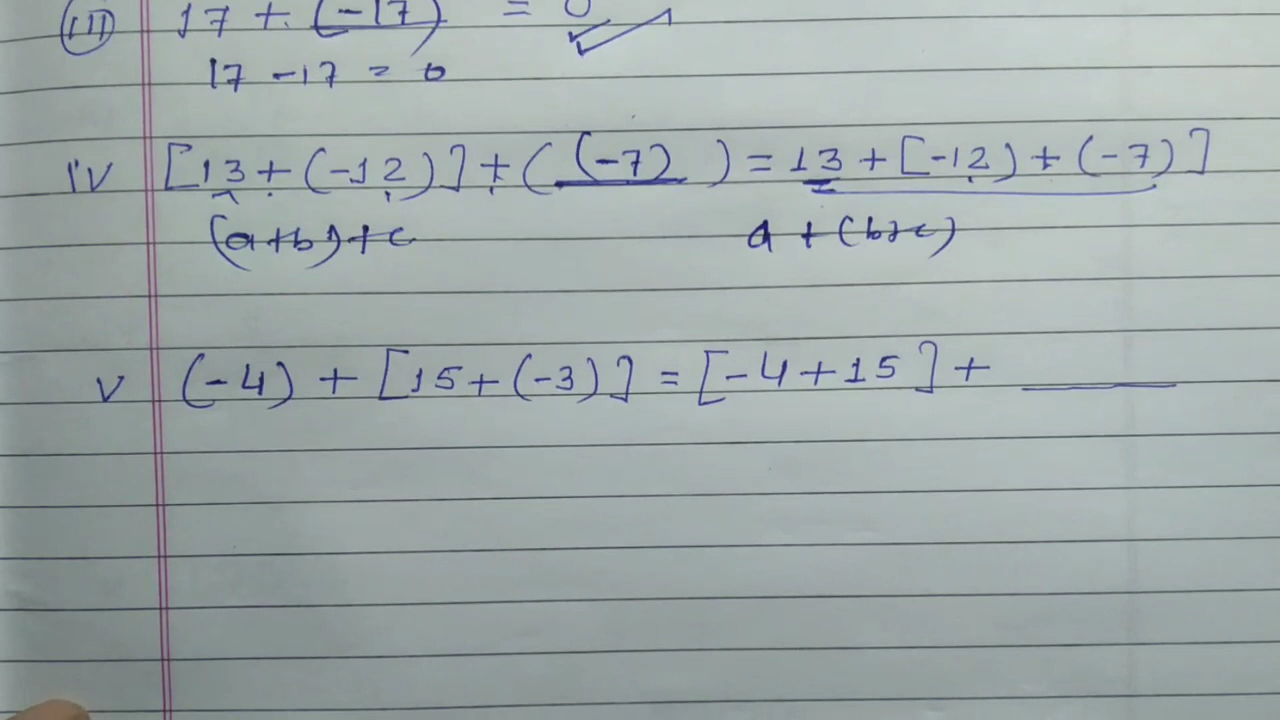 (iii) 17 + (-17) = 0
17 - 17 = 0
iv [13 + (-12)] + ( (-7) ) = 13 + [-12) + (-7)]
(a+b)+c a + (b+c)
v (-4) + [15 + (-3)] = [-4 + 15] + ____